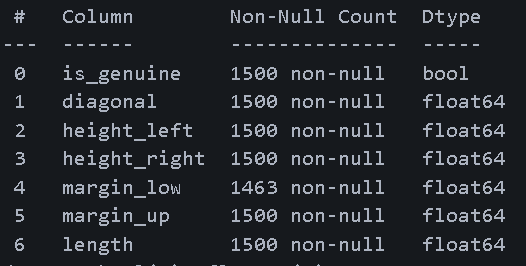 #   Column        Non-Null Count  Dtype
---  ------        --------------  -----
0   is_genuine    1500 non-null   bool
1   diagonal      1500 non-null   float64
2   height_left   1500 non-null   float64
3   height_right  1500 non-null   float64
4   margin_low    1463 non-null   float64
5   margin_up     1500 non-null   float64
6   length        1500 non-null   float64